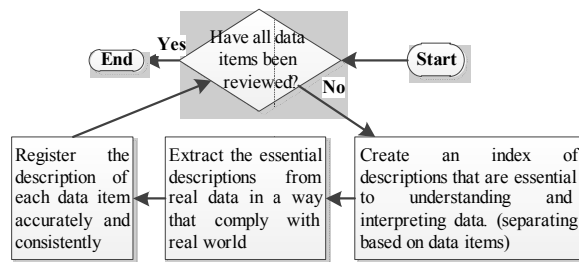 Have all data
items been
reviewed?
Yes
End
Start
No
Register the
description of
each data item
accurately and
consistently
Extract the essential
descriptions from
real data in a way
that comply with
real world
Create an index of
descriptions that are essential
to understanding and
interpreting data. (separating
based on data items)